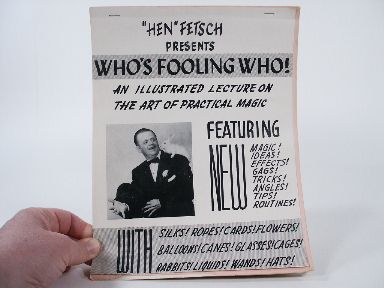 "HEN" FETSCH
PRESENTS
WHO'S FOOLING WHO!
AN ILLUSTRATED LECTURE ON
THE ART OF PRACTICAL MAGIC
FEATURING
NEW
MAGIC!
IDEAS!
EFFECTS!
GAGS!
TRICKS!
ANGLES!
TIPS!
ROUTINES!
WITH
SILKS! ROPES! CARDS! FLOWERS!
BALLOONS! CANES! GLASSES! CAGES!
RABBITS! LIQUIDS! WANDS! HATS!